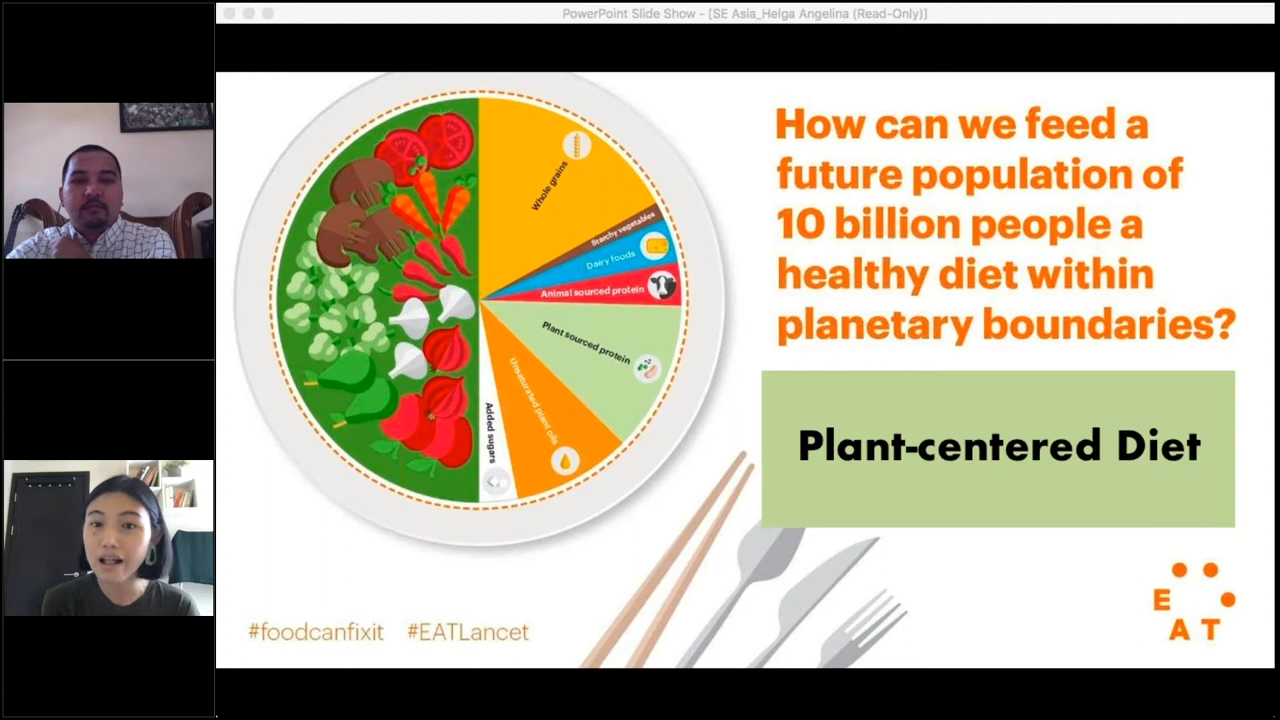 PowerPoint Slide Show - [SE Asia_Helga Angelina (Read-Only)]
How can we feed a
future population of
10 billion people a
healthy diet within
planetary boundaries?
Plant-centered Diet
Whole grains
Starchy vegetables
Dairy foods
Animal sourced protein
Plant sourced protein
Unsaturated plant oils
Added sugars
#foodcanfixit #EATLancet
E
A T